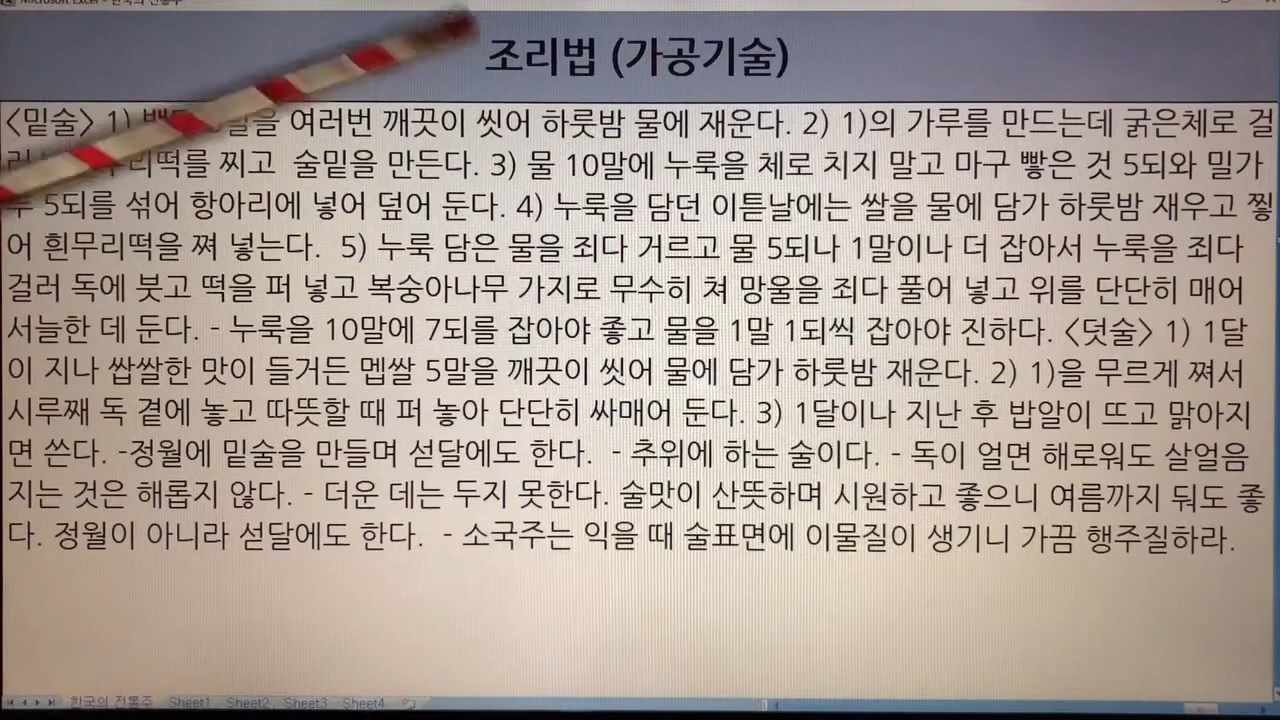 Microsoft Excel - 한국의 전통주
조리법 (가공기술)
〈밑술〉 1) 여러번 깨끗이 씻어 하룻밤 물에 재운다. 2) 1)의 가루를 만드는데 굵은체로 걸
찌고 술밑을 만든다. 3) 물 10말에 누룩을 체로 치지 말고 마구 빻은 것 5되와 밀가
5되를 섞어 항아리에 넣어 덮어 둔다. 4) 누룩을 담던 이튿날에는 쌀을 물에 담가 하룻밤 재우고 찧
어 흰무리떡을 쪄 넣는다. 5) 누룩 담은 물을 죄다 거르고 물 5되나 1말이나 더 잡아서 누룩을 죄다
걸러 독에 붓고 떡을 퍼 넣고 복숭아나무 가지로 무수히 쳐 망울을 죄다 풀어 넣고 위를 단단히 매어
서늘한 데 둔다. - 누룩을 10말에 7되를 잡아야 좋고 물을 1말 1되씩 잡아야 진하다. 〈덧술〉 1) 1달
이 지나 쌉쌀한 맛이 들거든 멥쌀 5말을 깨끗이 씻어 물에 담가 하룻밤 재운다. 2) 1)을 무르게 쪄서
시루째 독 곁에 놓고 따뜻할 때 퍼 놓아 단단히 싸매어 둔다. 3) 1달이나 지난 후 밥알이 뜨고 맑아지
면 쓴다. -정월에 밑술을 만들며 섣달에도 한다. - 추위에 하는 술이다. - 독이 얼면 해로워도 살얼음
지는 것은 해롭지 않다. - 더운 데는 두지 못한다. 술맛이 산뜻하며 시원하고 좋으니 여름까지 둬도 좋
다. 정월이 아니라 섣달에도 한다. - 소국주는 익을 때 술표면에 이물질이 생기니 가끔 행주질하라.
한국의 전통주 Sheet1 Sheet2 Sheet3 Sheet4